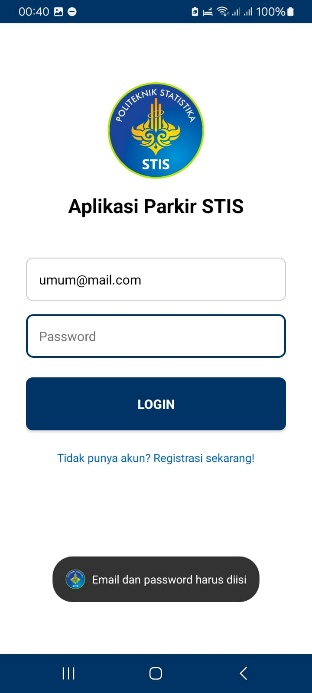 00:40
100%
POLITEKNIK STATISTIKA
STIS
Aplikasi Parkir STIS
umum@mail.com
Password
LOGIN
Tidak punya akun? Registrasi sekarang!
Email dan password harus diisi